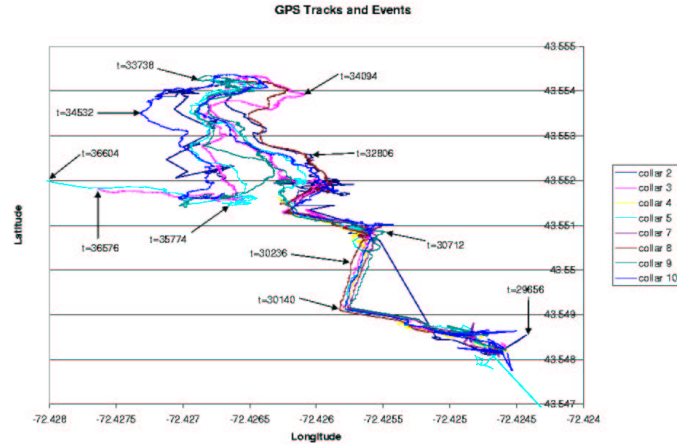 GPS Tracks and Events
43.555
t=33738
t=34094
43.554
t=34532
43.553
t=36604
t=32806
43.552
collar 2
collar 3
collar 4
collar 5
collar 7
collar 8
collar 9
collar 10
Latitude
43.551
t=36576
t=35774
t=30236
t=30712
43.55
t=30140
t=29656
43.549
43.548
43.547
-72.428
-72.4275
-72.427
-72.4265
-72.426
-72.4255
-72.425
-72.4245
-72.424
Longitude